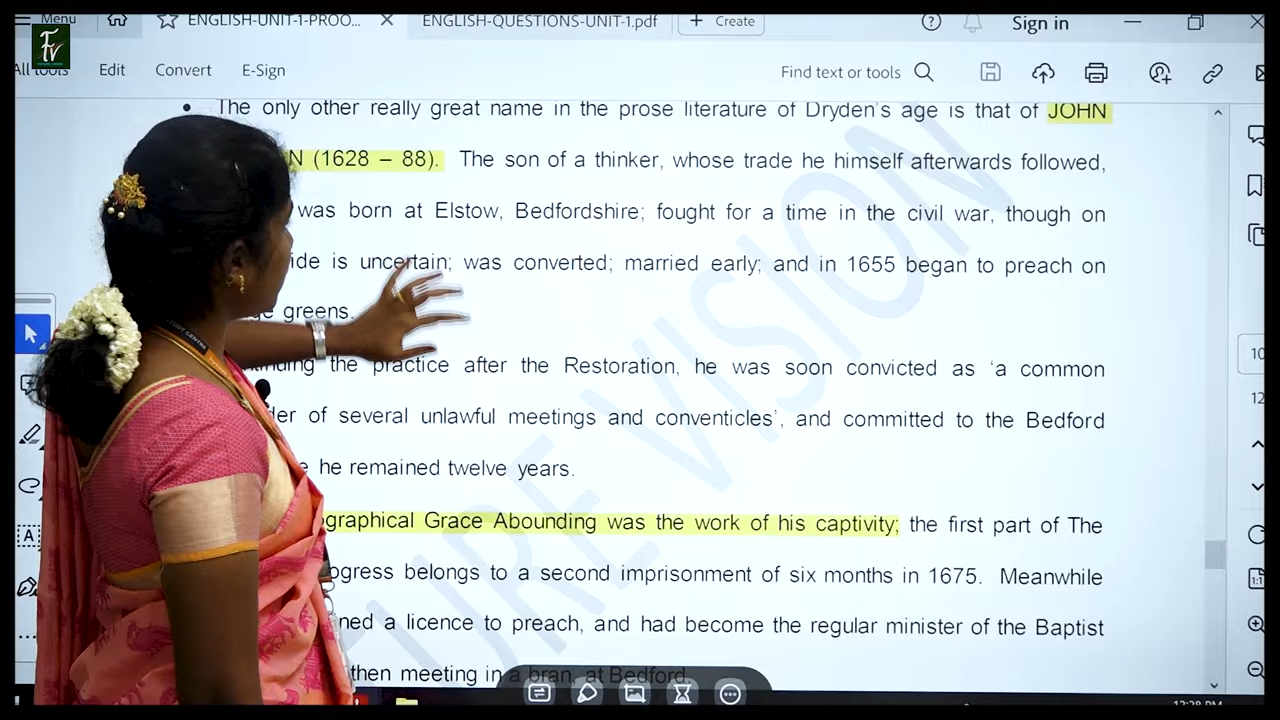 Menu
ENGLISH-UNIT-1-PROO...
ENGLISH-QUESTIONS-UNIT-1.pdf
+ Create
Sign in
All tools
Edit
Convert
E-Sign
Find text or tools
The only other really great name in the prose literature of Dryden's age is that of JOHN
N (1628 – 88). The son of a thinker, whose trade he himself afterwards followed,
was born at Elstow, Bedfordshire; fought for a time in the civil war, though on
ide is uncertain; was converted; married early; and in 1655 began to preach on
ge greens.
the practice after the Restoration, he was soon convicted as 'a common
der of several unlawful meetings and conventicles', and committed to the Bedford
e he remained twelve years.
ographical Grace Abounding was the work of his captivity; the first part of The
ogress belongs to a second imprisonment of six months in 1675. Meanwhile
ned a licence to preach, and had become the regular minister of the Baptist
then meeting in a bran, at Bedford.